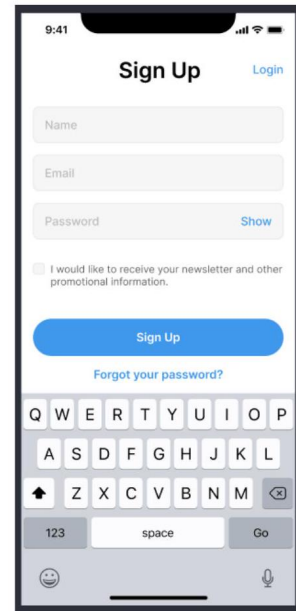 9:41
Sign Up
Login
Name
Email
Password Show
I would like to receive your newsletter and other
promotional information.
Sign Up
Forgot your password?
Q W E R T Y U I O P
A S D F G H J K L
Z X C V B N M
123 space Go